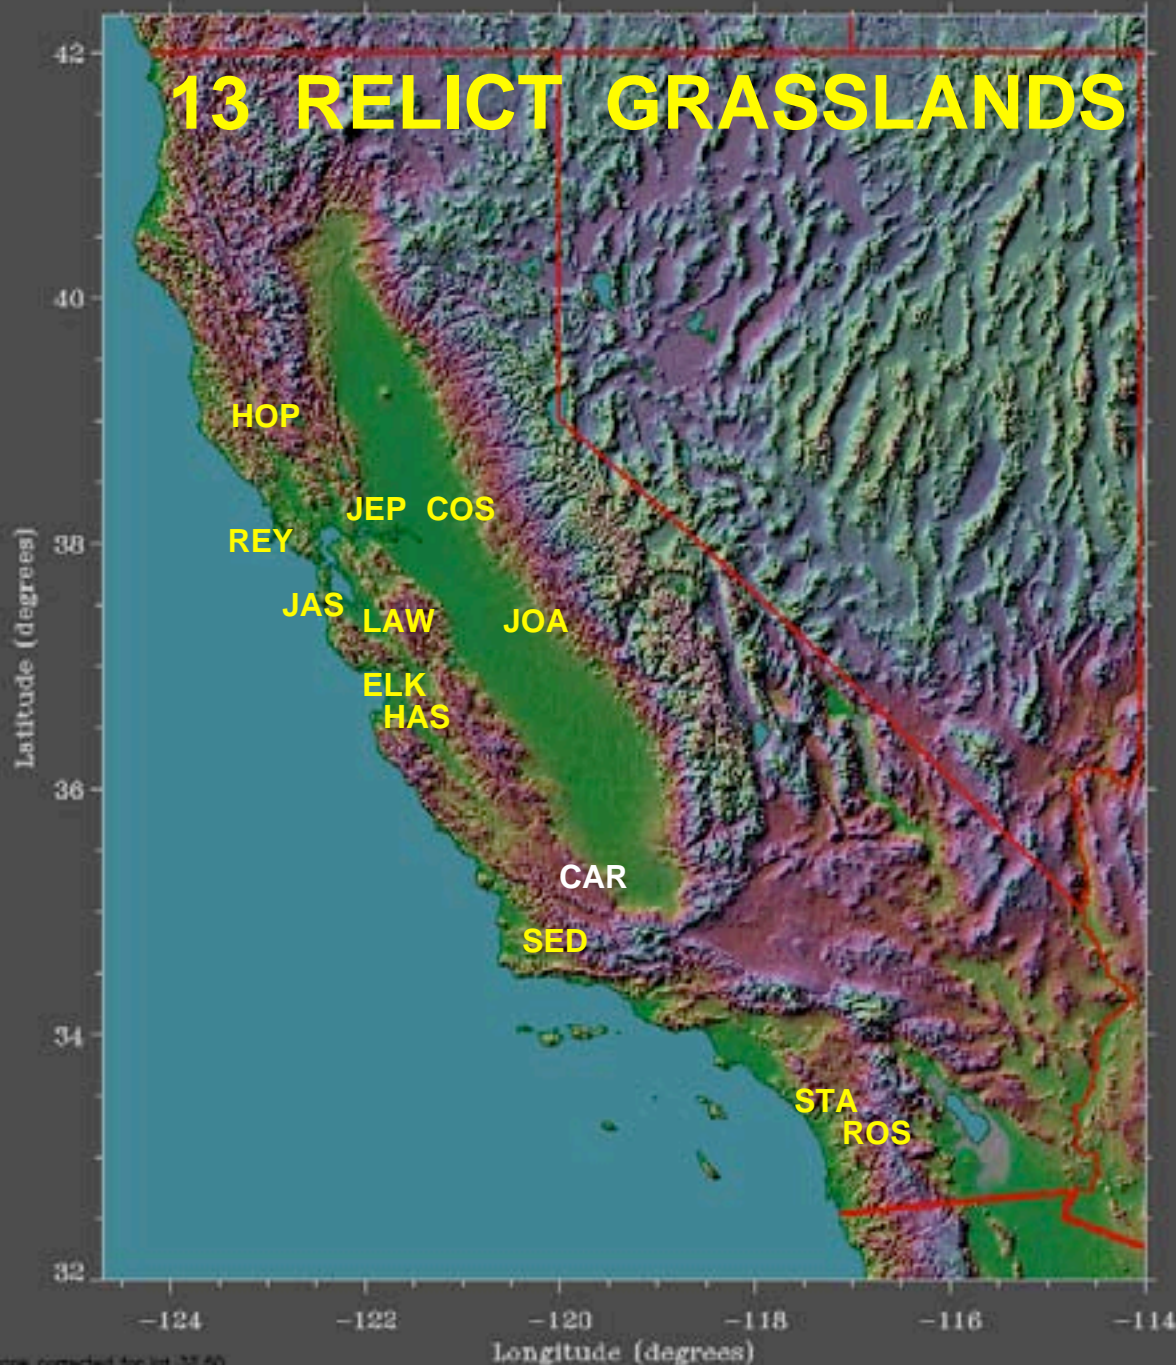 13 RELICT GRASSLANDS
42
40
HOP
JEP COS
REY
38
JAS
LAW
JOA
ELK
HAS
36
CAR
SED
34
STA
ROS
32
Latitude (degrees)
−124 −122 −120 −118 −116 −114
Longitude (degrees)